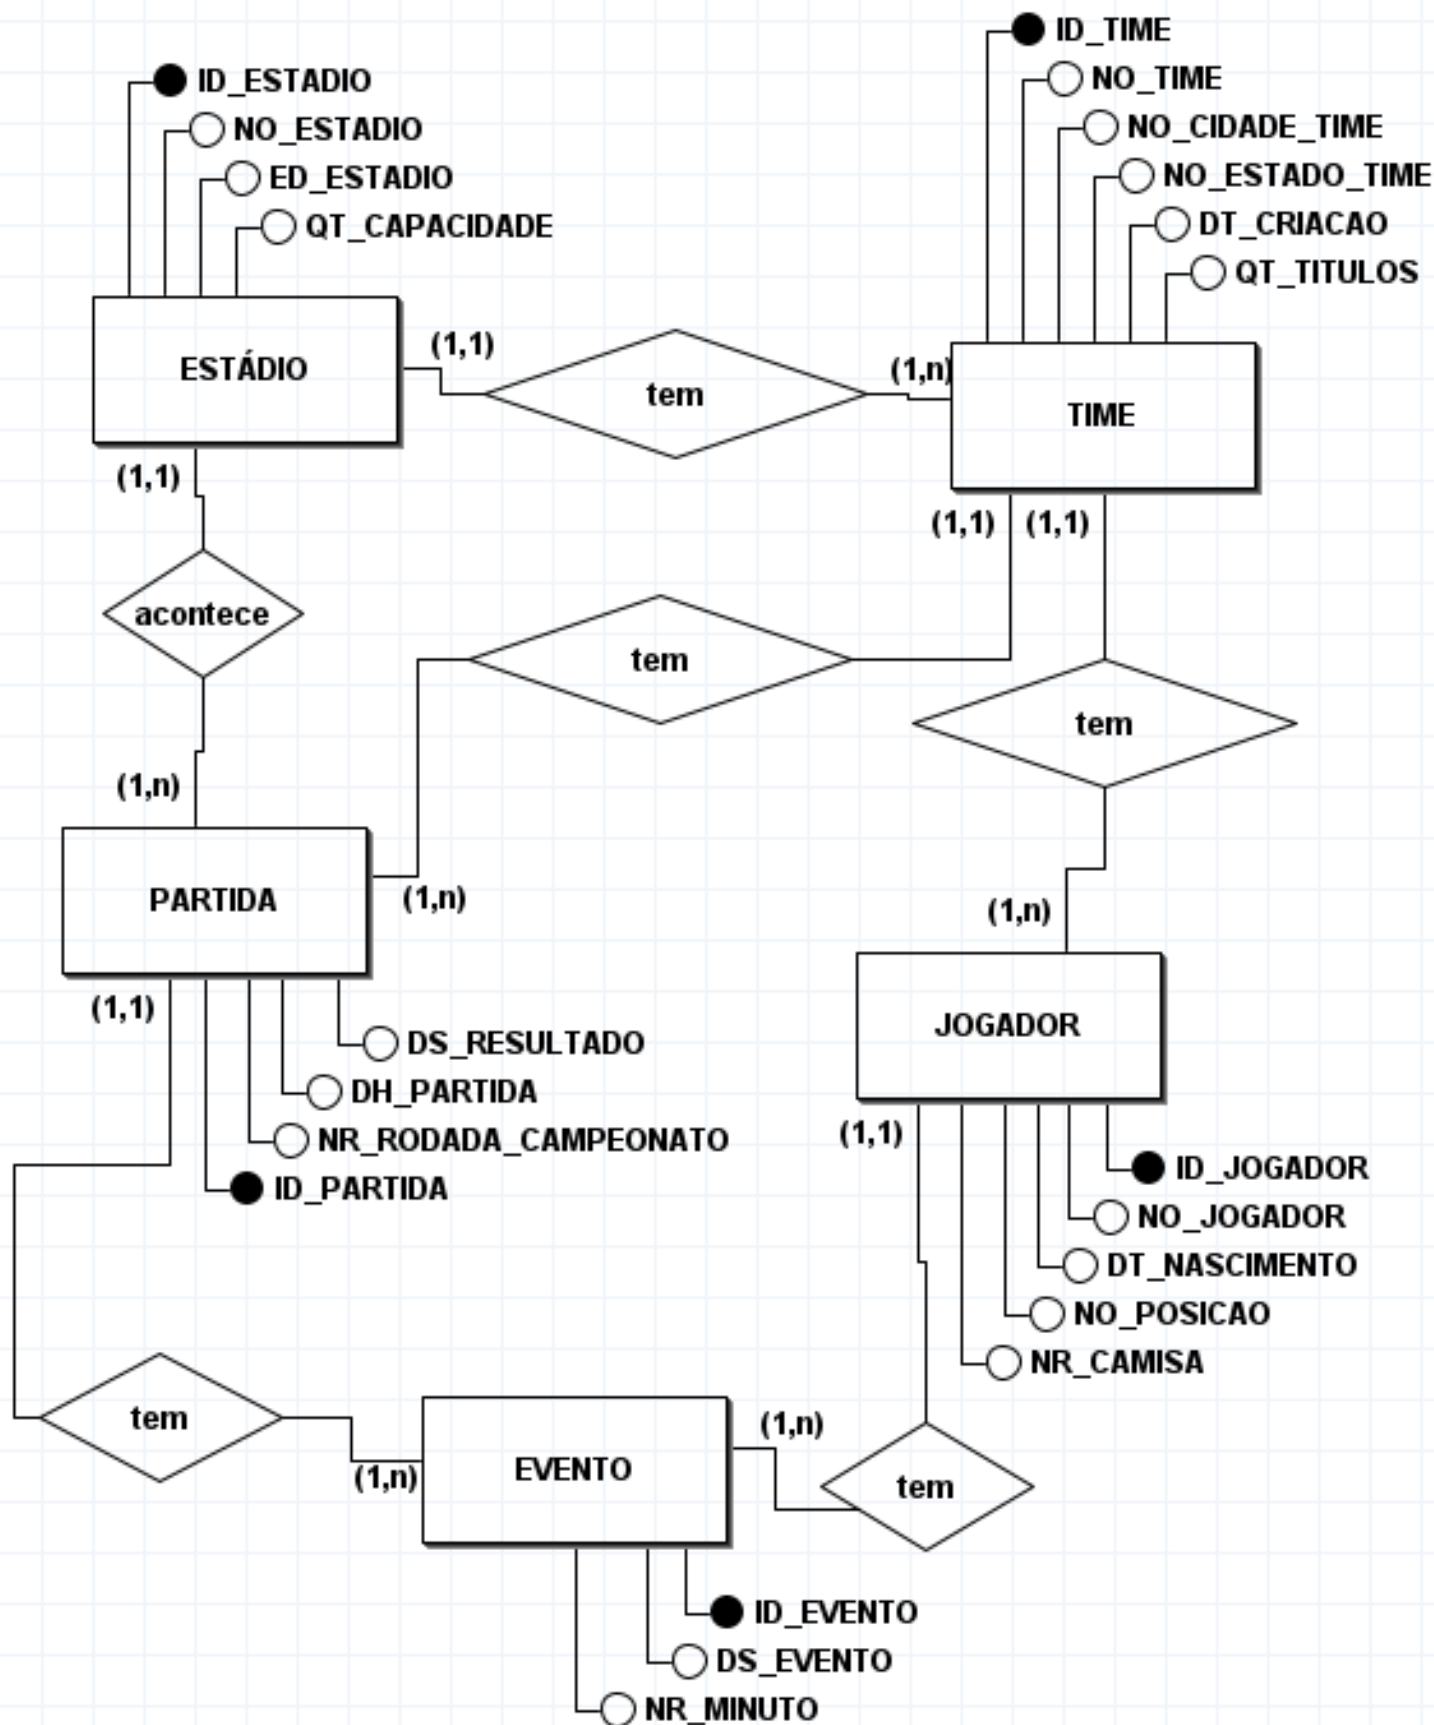 ID_TIME
NO_TIME
NO_CIDADE_TIME
NO_ESTADO_TIME
DT_CRIACAO
QT_TITULOS
ID_ESTADIO
NO_ESTADIO
ED_ESTADIO
QT_CAPACIDADE
ESTÁDIO
(1,1)
tem
(1,n)
TIME
(1,1)
(1,1)
(1,1)
acontece
tem
tem
(1,n)
PARTIDA
(1,n)
(1,n)
JOGADOR
(1,1)
DS_RESULTADO
DH_PARTIDA
NR_RODADA_CAMPEONATO
ID_PARTIDA
(1,1)
ID_JOGADOR
NO_JOGADOR
DT_NASCIMENTO
NO_POSICAO
NR_CAMISA
tem
(1,n)
EVENTO
(1,n)
tem
ID_EVENTO
DS_EVENTO
NR_MINUTO